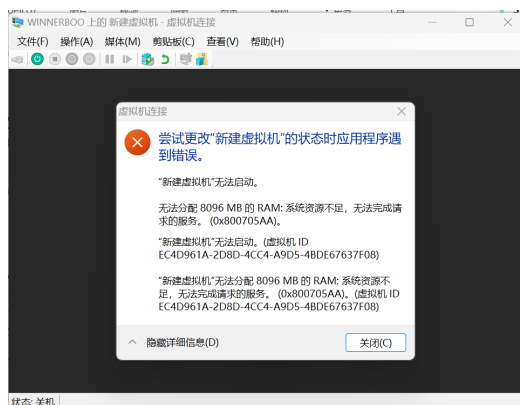 WINNERBOO 上的 新建虚拟机 - 虚拟机连接
文件(F) 操作(A) 媒体(M) 剪贴板(C) 查看(V) 帮助(H)
虚拟机连接
尝试更改“新建虚拟机”的状态时应用程序遇
到错误。
“新建虚拟机”无法启动。
无法分配 8096 MB 的 RAM: 系统资源不足，无法完成请
求的服务。 (0x800705AA)。
“新建虚拟机”无法启动。(虚拟机 ID
EC4D961A-2D8D-4CC4-A9D5-4BDE67637F08)
“新建虚拟机”无法分配 8096 MB 的 RAM: 系统资源不
足，无法完成请求的服务。 (0x800705AA)。(虚拟机 ID
EC4D961A-2D8D-4CC4-A9D5-4BDE67637F08)
隐藏详细信息(D)
关闭(C)
状态: 关机